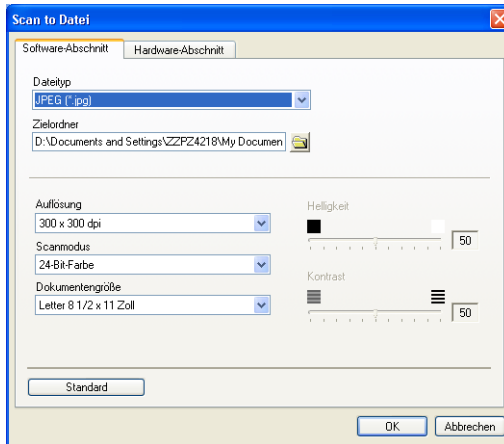 Scan to Datei
Software-Abschnitt
Hardware-Abschnitt
Dateityp
JPEG (*.jpg)
Zielordner
D:\Documents and Settings\ZZPZ4218\My Documen
Auflösung
300 x 300 dpi
Scanmodus
24-Bit-Farbe
Dokumentengröße
Letter 8 1/2 x 11 Zoll
Helligkeit
50
Kontrast
50
Standard
OK
Abbrechen